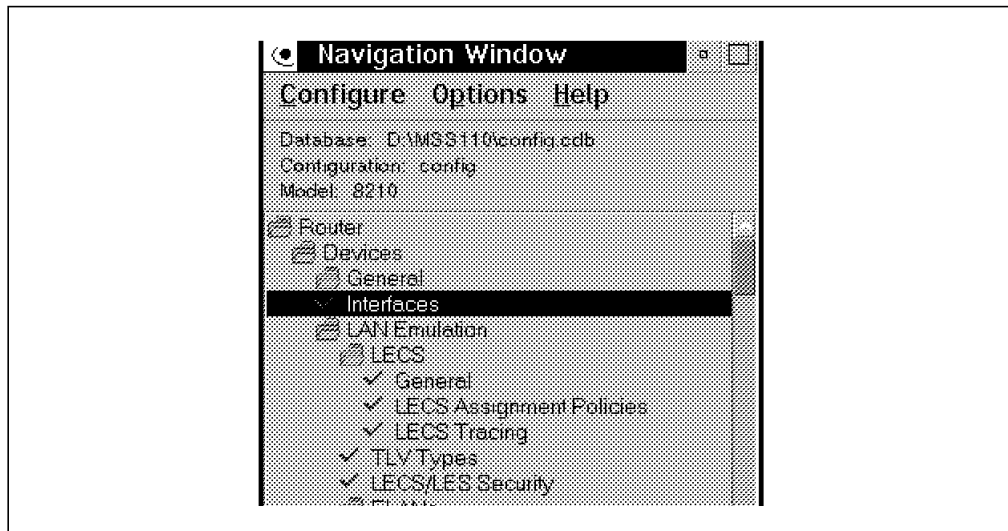 Navigation Window
Configure Options Help
Database: D:\MSS110\config.cdb
Configuration: config
Model: 8210
Router
Devices
General
Interfaces
LAN Emulation
LECS
General
LECS Assignment Policies
LECS Tracing
TLV Types
LECS/LES Security